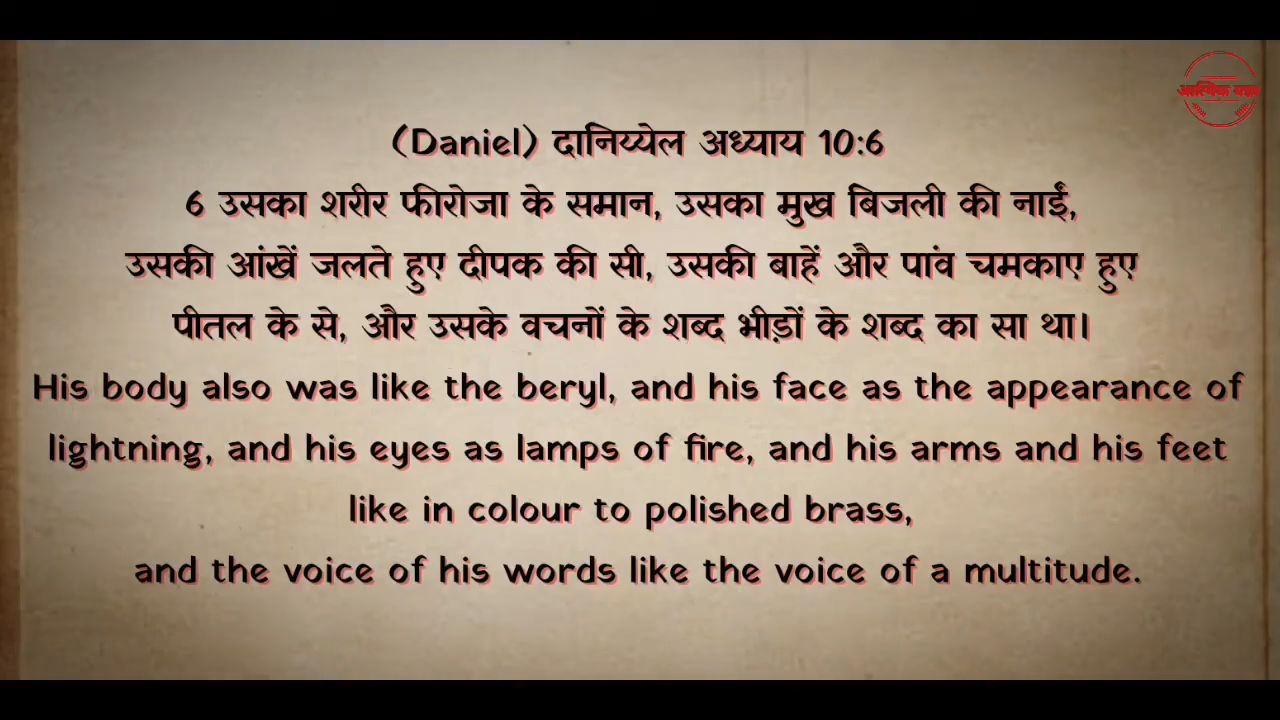 (Daniel) दानिय्येल अध्याय 10:6
6 उसका शरीर फीरोजा के समान, उसका मुख बिजली की नाईं,
उसकी आंखें जलते हुए दीपक की सी, उसकी बाहें और पांव चमकाए हुए
पीतल के से, और उसके वचनों के शब्द भीड़ों के शब्द का सा था।
His body also was like the beryl, and his face as the appearance of
lightning, and his eyes as lamps of fire, and his arms and his feet
like in colour to polished brass,
and the voice of his words like the voice of a multitude.